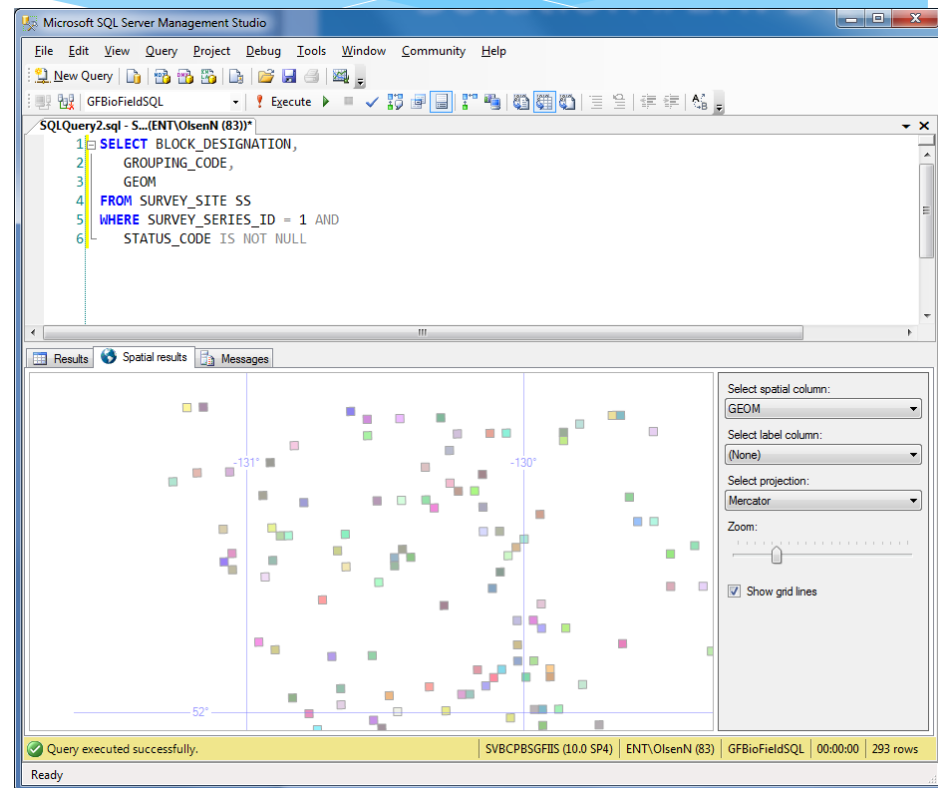 Microsoft SQL Server Management Studio
File Edit View Query Project Debug Tools Window Community Help
New Query
GFBioFieldSQL Execute
SQLQuery2.sql - S...(ENT\OlsenN (83))*
1 SELECT BLOCK_DESIGNATION,
2 GROUPING_CODE,
3 GEOM
4 FROM SURVEY_SITE SS
5 WHERE SURVEY_SERIES_ID = 1 AND
6 STATUS_CODE IS NOT NULL
Results Spatial results Messages
-131° -130°
52°
Select spatial column:
GEOM
Select label column:
(None)
Select projection:
Mercator
Zoom:
Show grid lines
Query executed successfully. SVBCPBSGFIIS (10.0 SP4) ENT\OlsenN (83) GFBioFieldSQL 00:00:00 293 rows
Ready